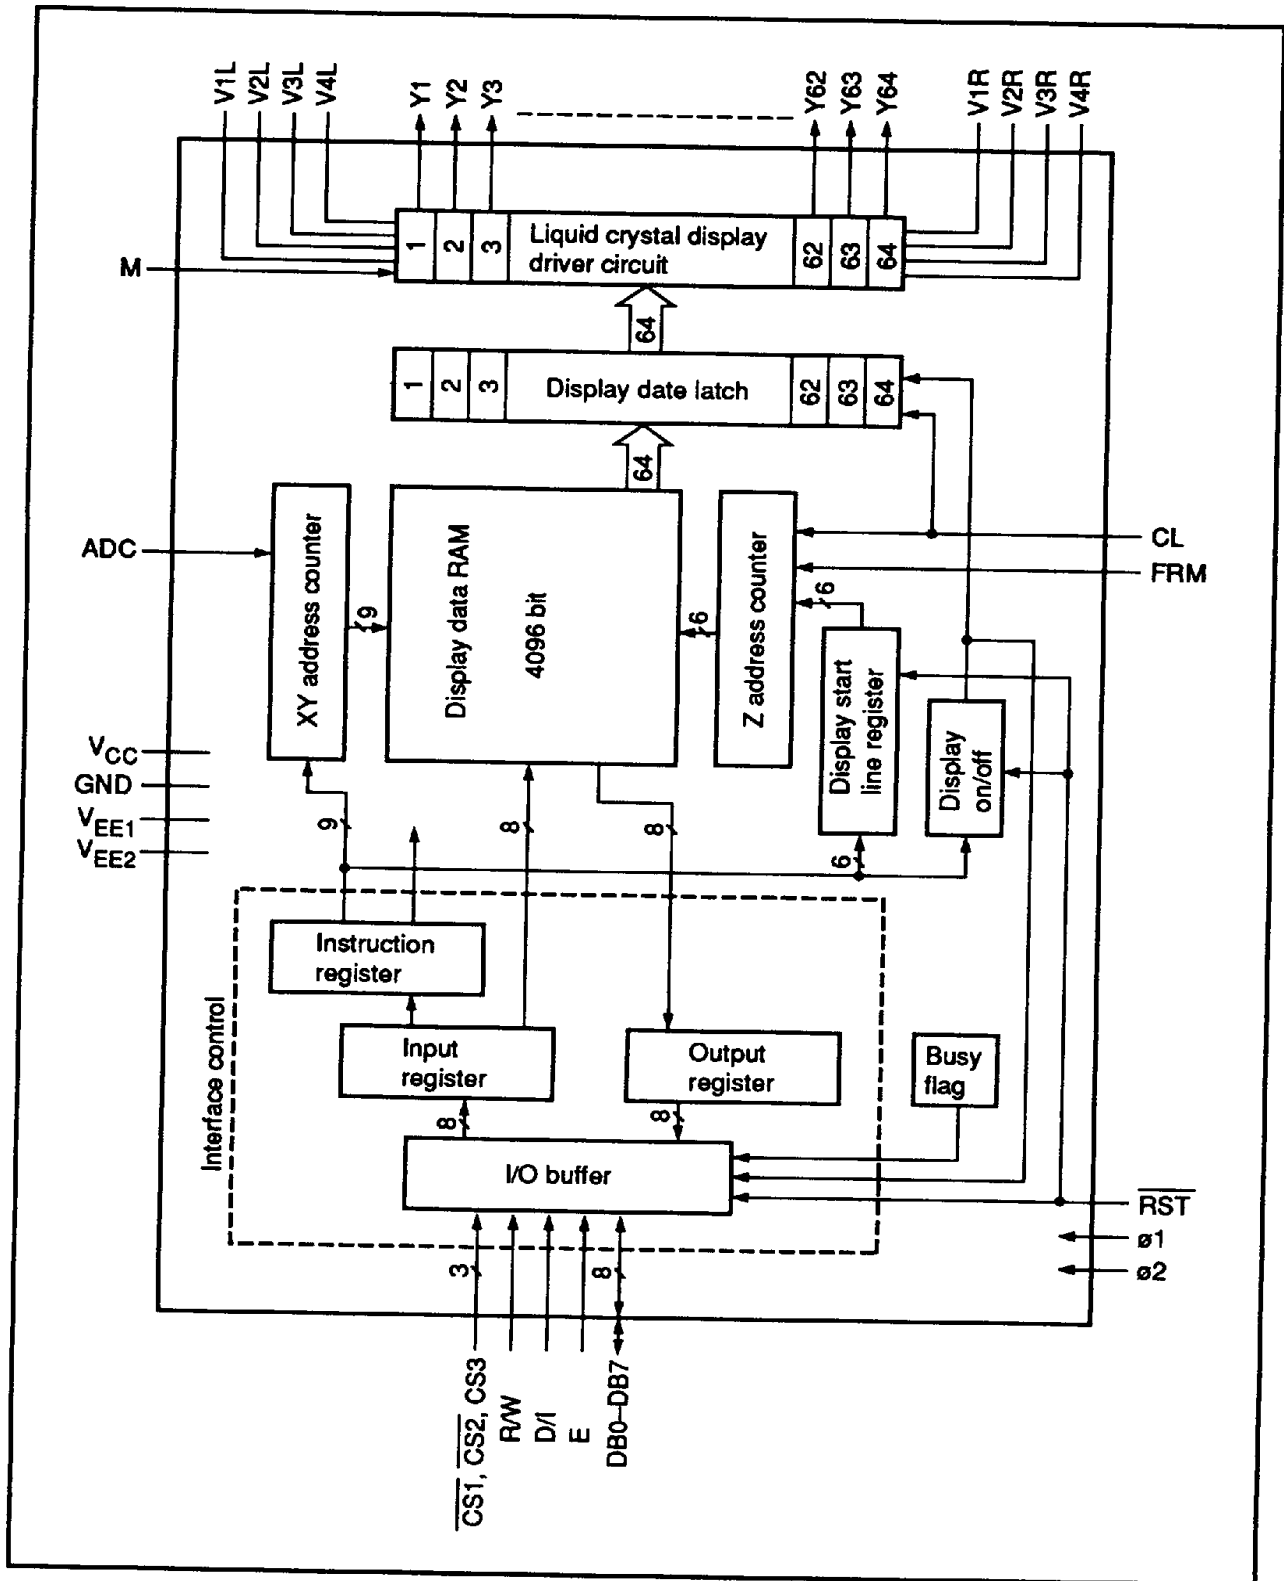 V1L
V2L
V3L
V4L
Y1
Y2
Y3
Y62
Y63
Y64
V1R
V2R
V3R
V4R
M
1
2
3
Liquid crystal display
driver circuit
62
63
64
64
1
2
3
Display date latch
62
63
64
64
ADC
XY address counter
9
Display data RAM
4096 bit
6
Z address counter
6
CL
FRM
Display start
line register
Display
on/off
VCC
GND
VEE1
VEE2
9
8
8
6
Interface control
Instruction
register
Input
register
Output
register
Busy
flag
8
8
I/O buffer
RST
ø1
ø2
3
8
CS1, CS2, CS3
R/W
D/I
E
DB0–DB7